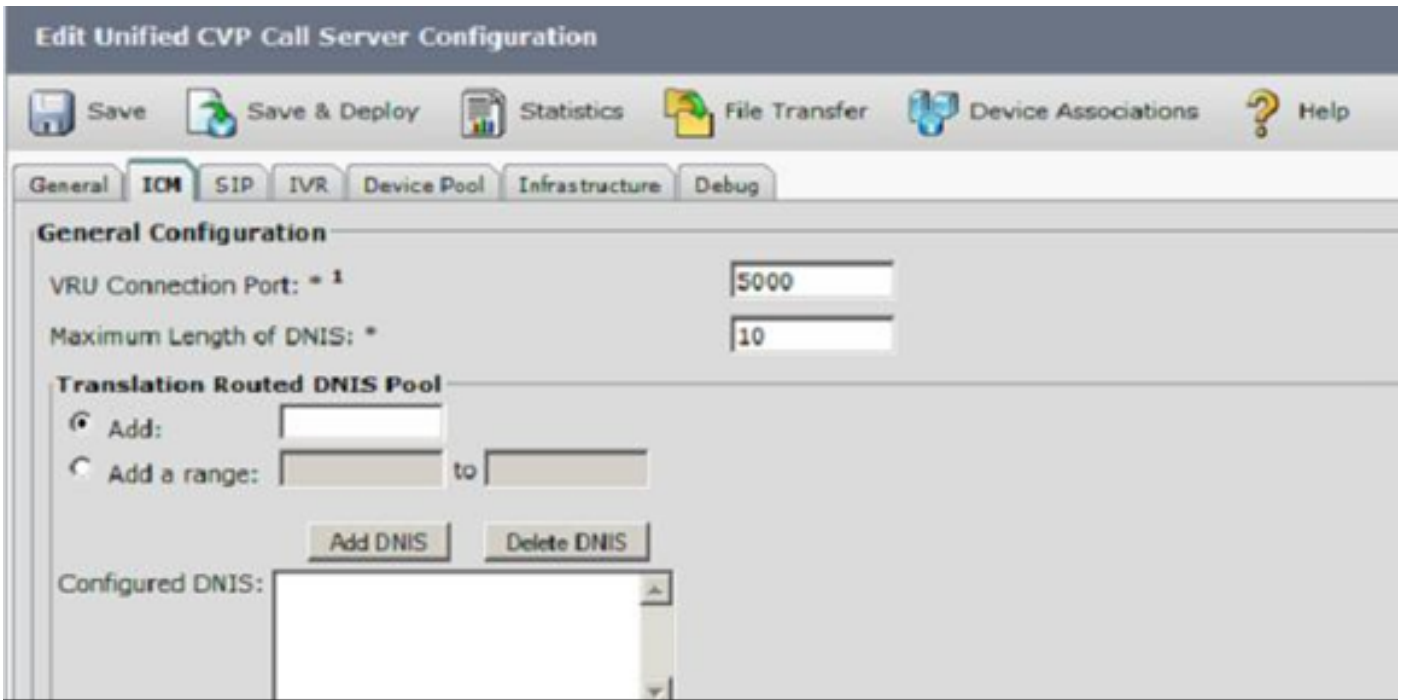 Edit Unified CVP Call Server Configuration
Save Save & Deploy Statistics File Transfer Device Associations Help
General ICM SIP IVR Device Pool Infrastructure Debug
General Configuration
VRU Connection Port: * 1 5000
Maximum Length of DNIS: * 10
Translation Routed DNIS Pool
Add:
Add a range: to
Add DNIS Delete DNIS
Configured DNIS: